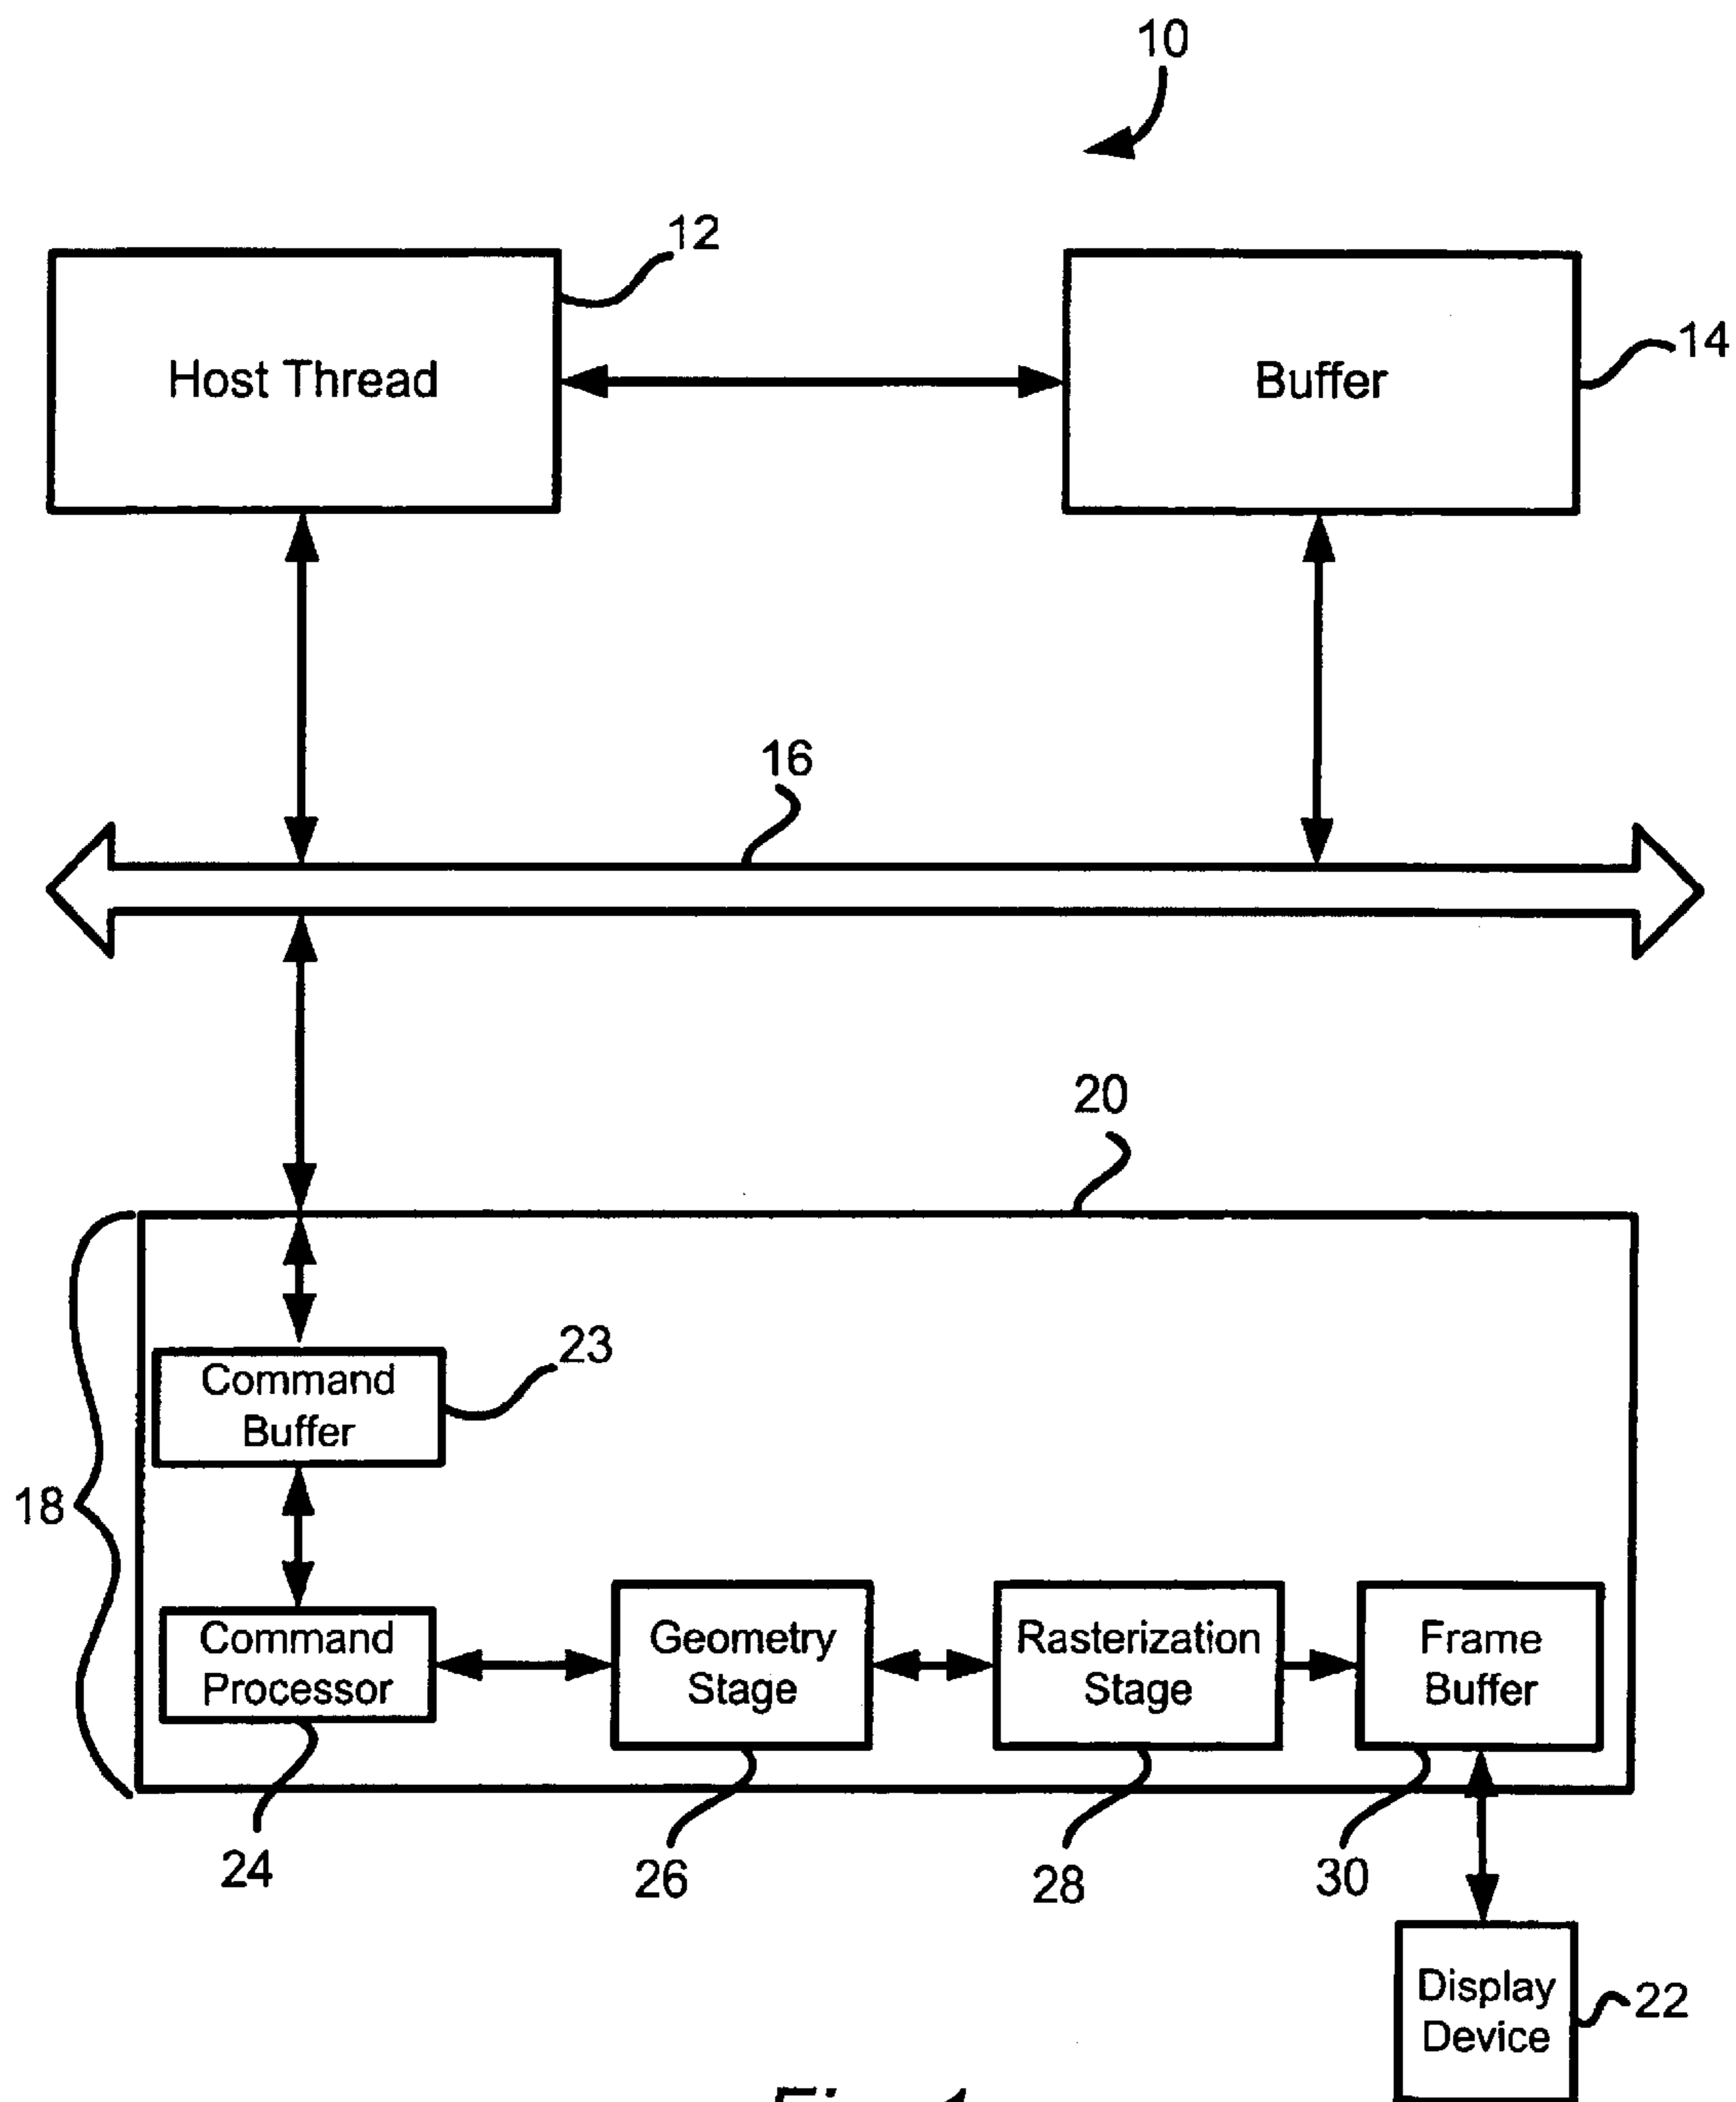 10
12
Host Thread
Buffer
14
16
20
23
Command
Buffer
18
Command
Processor
Geometry
Stage
Rasterization
Stage
Frame
Buffer
24
26
28
30
Display
Device
22